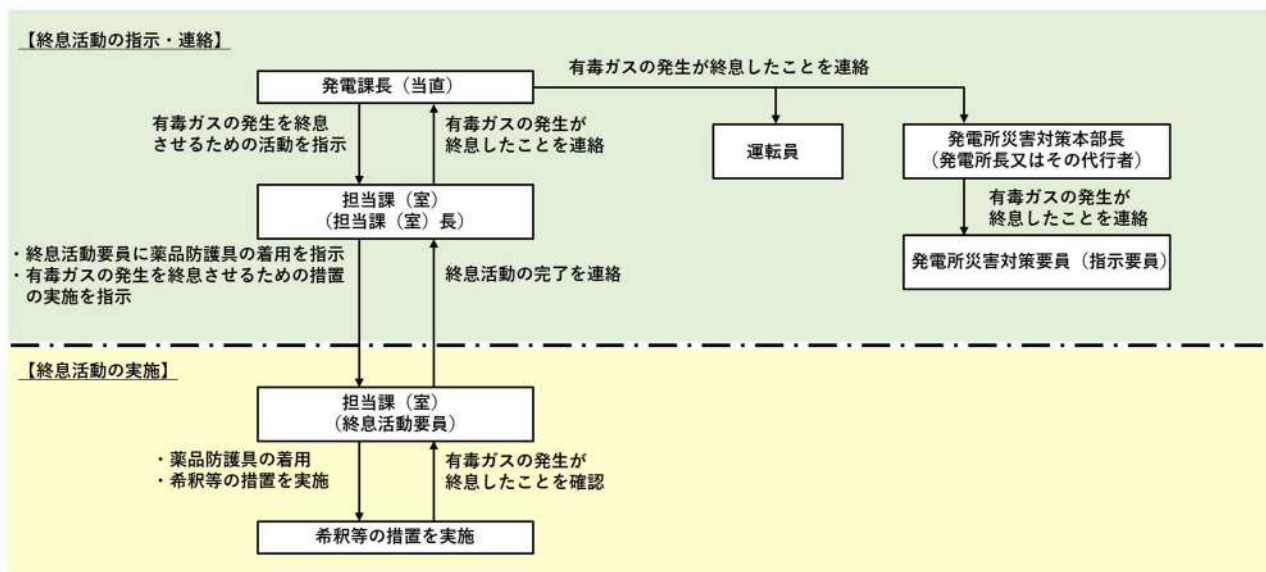 【終息活動の指示・連絡】
有毒ガスの発生が終息したことを連絡
発電課長（当直）
有毒ガスの発生を終息
させるための活動を指示
有毒ガスの発生が
終息したことを連絡
運転員
発電所災害対策本部長
（発電所長又はその代行者）
担当課（室）
（担当課（室）長）
有毒ガスの発生が
終息したことを連絡
・終息活動要員に薬品防護具の着用を指示
・有毒ガスの発生を終息させるための措置
の実施を指示
終息活動の完了を連絡
発電所災害対策要員（指示要員）
【終息活動の実施】
担当課（室）
（終息活動要員）
・薬品防護具の着用
・希釈等の措置を実施
有毒ガスの発生が
終息したことを確認
希釈等の措置を実施